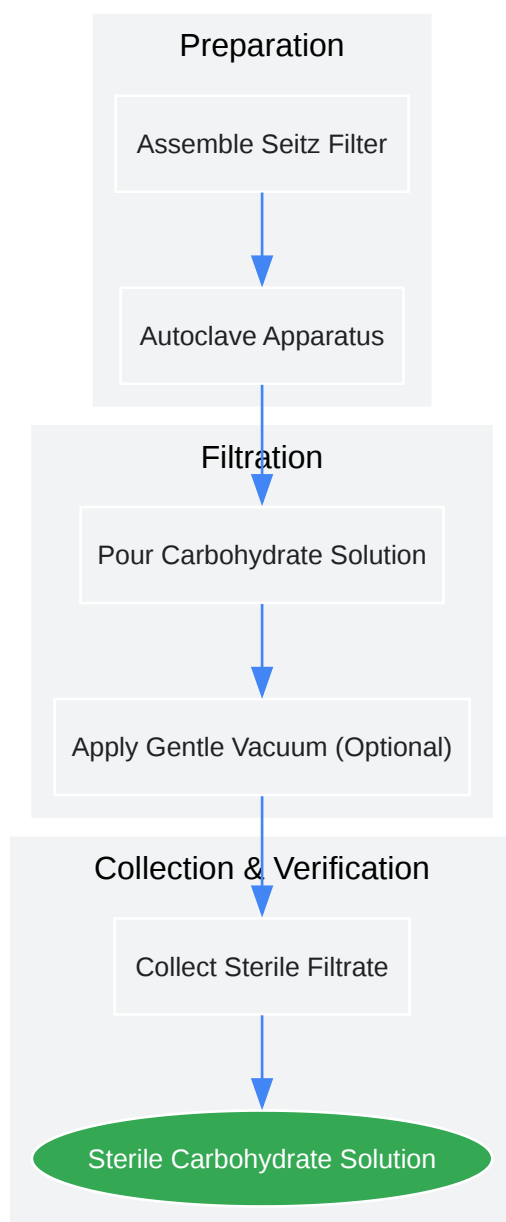 Preparation
Assemble Seitz Filter
Autoclave Apparatus
Filtration
Pour Carbohydrate Solution
Apply Gentle Vacuum (Optional)
Collection & Verification
Collect Sterile Filtrate
Sterile Carbohydrate Solution